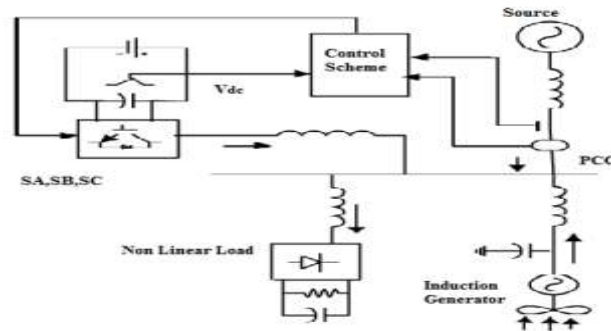 Source
Control
Scheme
Vdc
PCC
SA,SB,SC
Non Linear Load
Induction
Generator